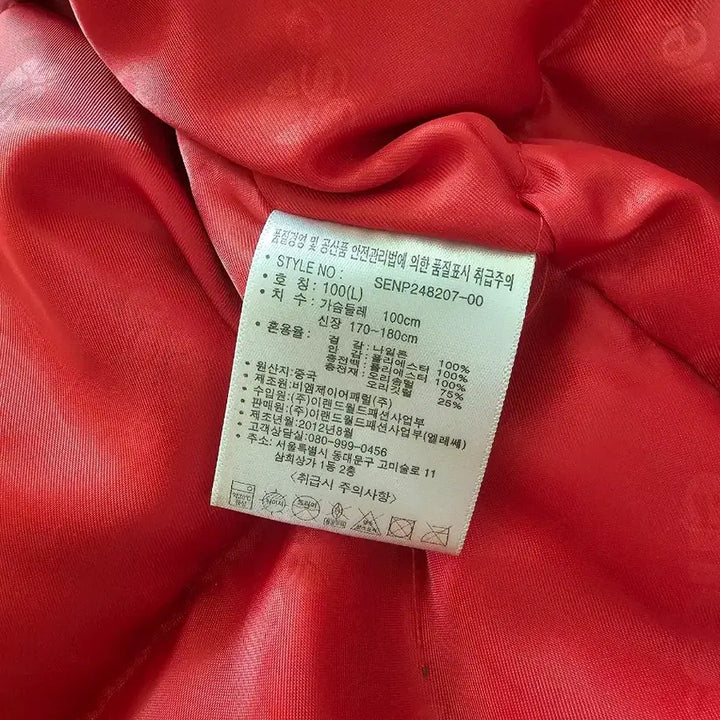 품질경영 및 공산품 안전관리법에 의한 품질표시 취급주의
• STYLE NO : SENP248207-00
• 호 칭 : 100(L)
• 치 수 : 가슴둘레 100cm
신장 170~180cm
• 혼용율 : 겉 감 : 나일론 100%
안 감 : 폴리에스터 100%
충전백 : 폴리에스터 100%
충전재 : 오리솜털 75%
오리깃털 25%
• 원산지 : 중국
• 제조원 : 비엠제이어패럴(주)
• 수입원 : (주)이랜드월드패션사업부
• 판매원 : (주)이랜드월드패션사업부(엘레쎄)
• 제조년월 : 2012년8월
• 고객상담실 : 080-999-0456
• 주소 : 서울특별시 동대문구 고미술로 11
삼희상가 1동 2층
<취급시 주의사항>